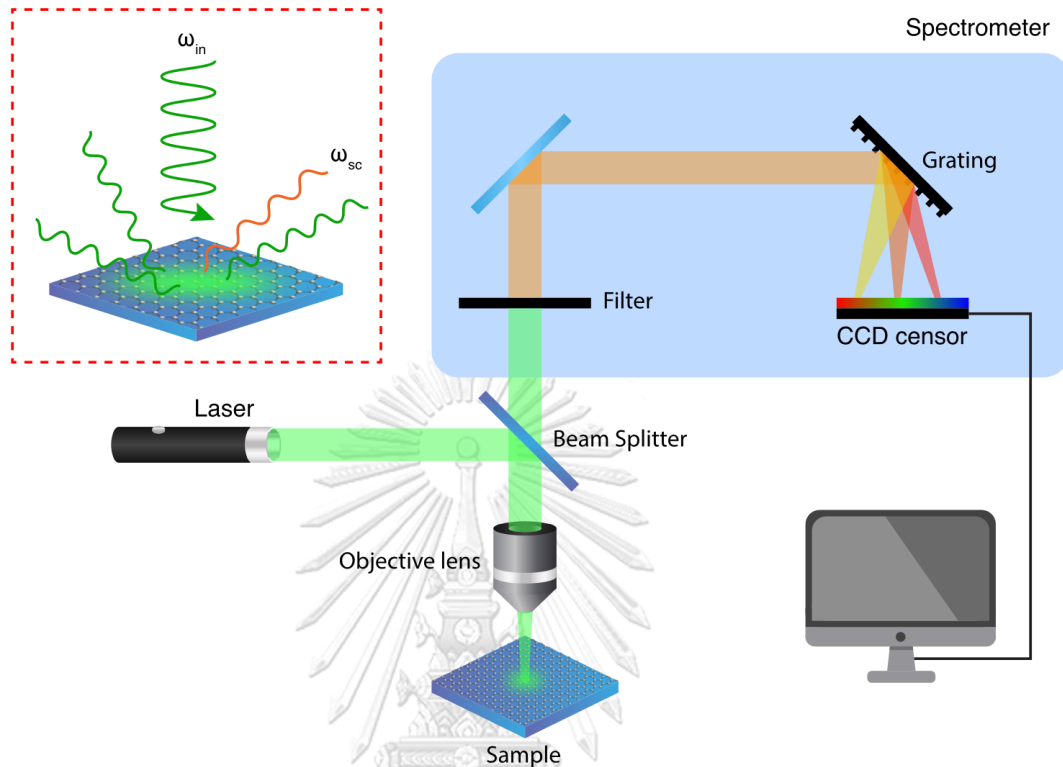 Spectrometer
ω_in
ω_sc
Grating
Filter
CCD censor
Laser
Beam Splitter
Objective lens
Sample